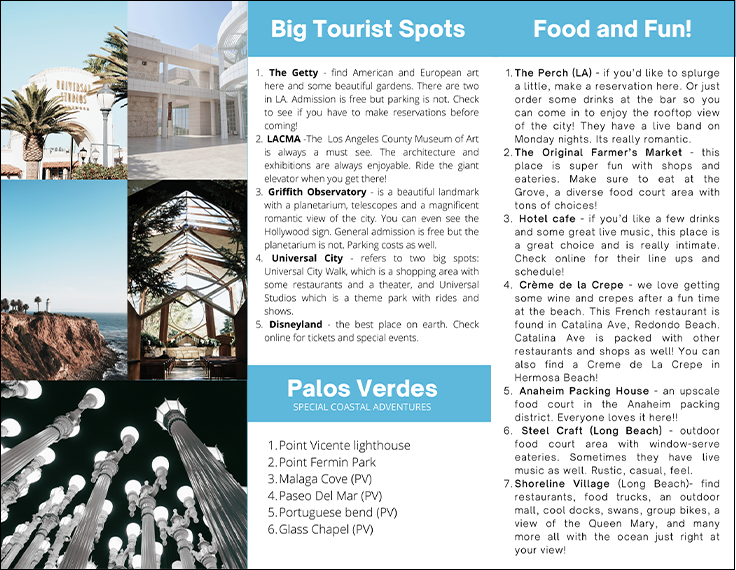 UNIVERSAL
STUDIOS
Big Tourist Spots
1. The Getty - find American and European art
here and some beautiful gardens. There are two
in LA. Admission is free but parking is not. Check
to see if you have to make reservations before
coming!
2. LACMA -The Los Angeles County Museum of Art
is always a must see. The architecture and
exhibitions are always enjoyable. Ride the giant
elevator when you get there!
3. Griffith Observatory - is a beautiful landmark
with a planetarium, telescopes and a magnificent
romantic view of the city. You can even see the
Hollywood sign. General admission is free but the
planetarium is not. Parking costs as well.
4. Universal City - refers to two big spots:
Universal City Walk, which is a shopping area with
some restaurants and a theater, and Universal
Studios which is a theme park with rides and
shows.
5. Disneyland - the best place on earth. Check
online for tickets and special events.
Palos Verdes
SPECIAL COASTAL ADVENTURES
1.Point Vicente lighthouse
2.Point Fermin Park
3.Malaga Cove (PV)
4.Paseo Del Mar (PV)
5.Portuguese bend (PV)
6.Glass Chapel (PV)
Food and Fun!
1.The Perch (LA) - if you'd like to splurge
a little, make a reservation here. Or just
order some drinks at the bar so you
can come in to enjoy the rooftop view
of the city! They have a live band on
Monday nights. Its really romantic.
2.The Original Farmer's Market - this
place is super fun with shops and
eateries. Make sure to eat at the
Grove, a diverse food court area with
tons of choices!
3. Hotel cafe - if you'd like a few drinks
and some great live music, this place is
a great choice and is really intimate.
Check online for their line ups and
schedule!
4. Crème de la Crepe - we love getting
some wine and crepes after a fun time
at the beach. This French restaurant is
found in Catalina Ave, Redondo Beach.
Catalina Ave is packed with other
restaurants and shops as well! You can
also find a Creme de La Crepe in
Hermosa Beach!
5. Anaheim Packing House - an upscale
food court in the Anaheim packing
district. Everyone loves it here!!
6. Steel Craft (Long Beach) - outdoor
food court area with window-serve
eateries. Sometimes they have live
music as well. Rustic, casual, feel.
7.Shoreline Village (Long Beach)- find
restaurants, food trucks, an outdoor
mall, cool docks, swans, group bikes, a
view of the Queen Mary, and many
more all with the ocean just right at
your view!